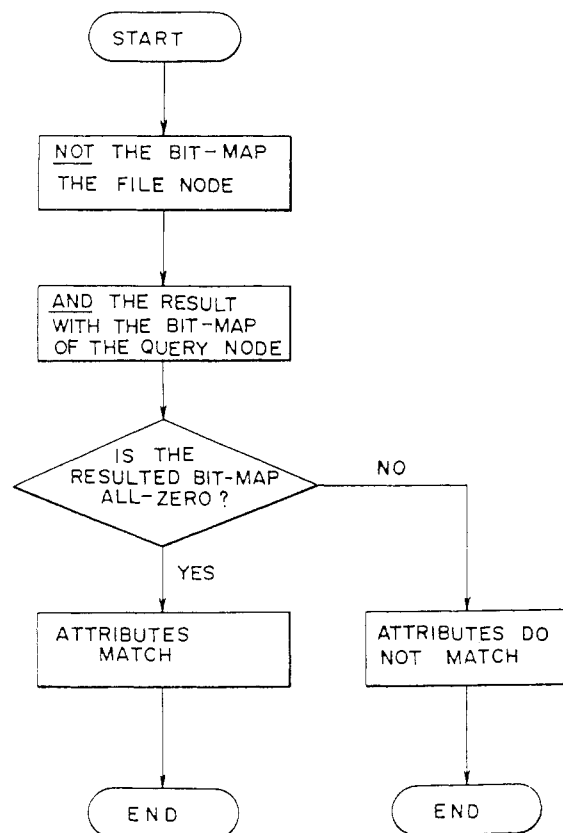 START
NOT THE BIT-MAP
THE FILE NODE
AND THE RESULT
WITH THE BIT-MAP
OF THE QUERY NODE
IS THE
RESULTED BIT-MAP
ALL-ZERO?
NO
YES
ATTRIBUTES
MATCH
ATTRIBUTES DO
NOT MATCH
END
END